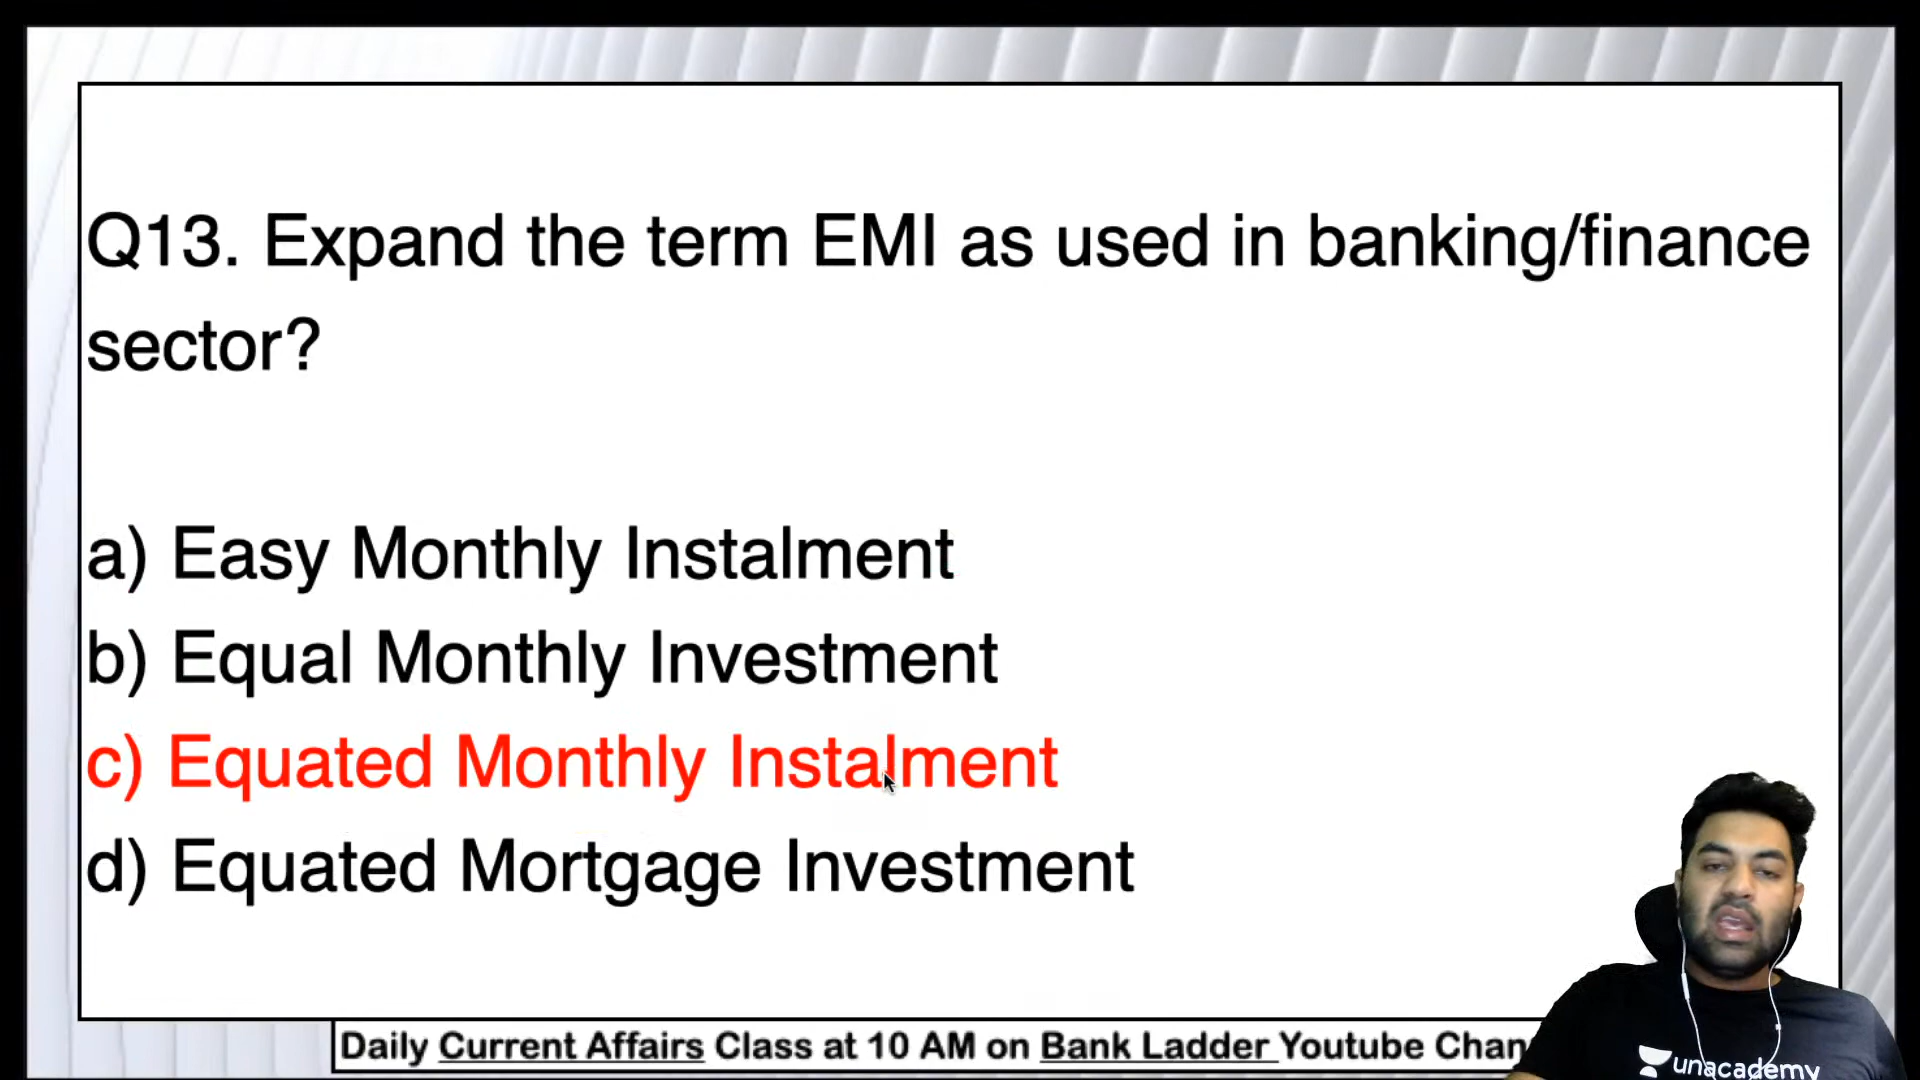 Q13. Expand the term EMI as used in banking/finance
sector?
a) Easy Monthly Instalment
b) Equal Monthly Investment
c) Equated Monthly Instalment
d) Equated Mortgage Investment
Daily Current Affairs Class at 10 AM on Bank Ladder Youtube Chan
unacademy